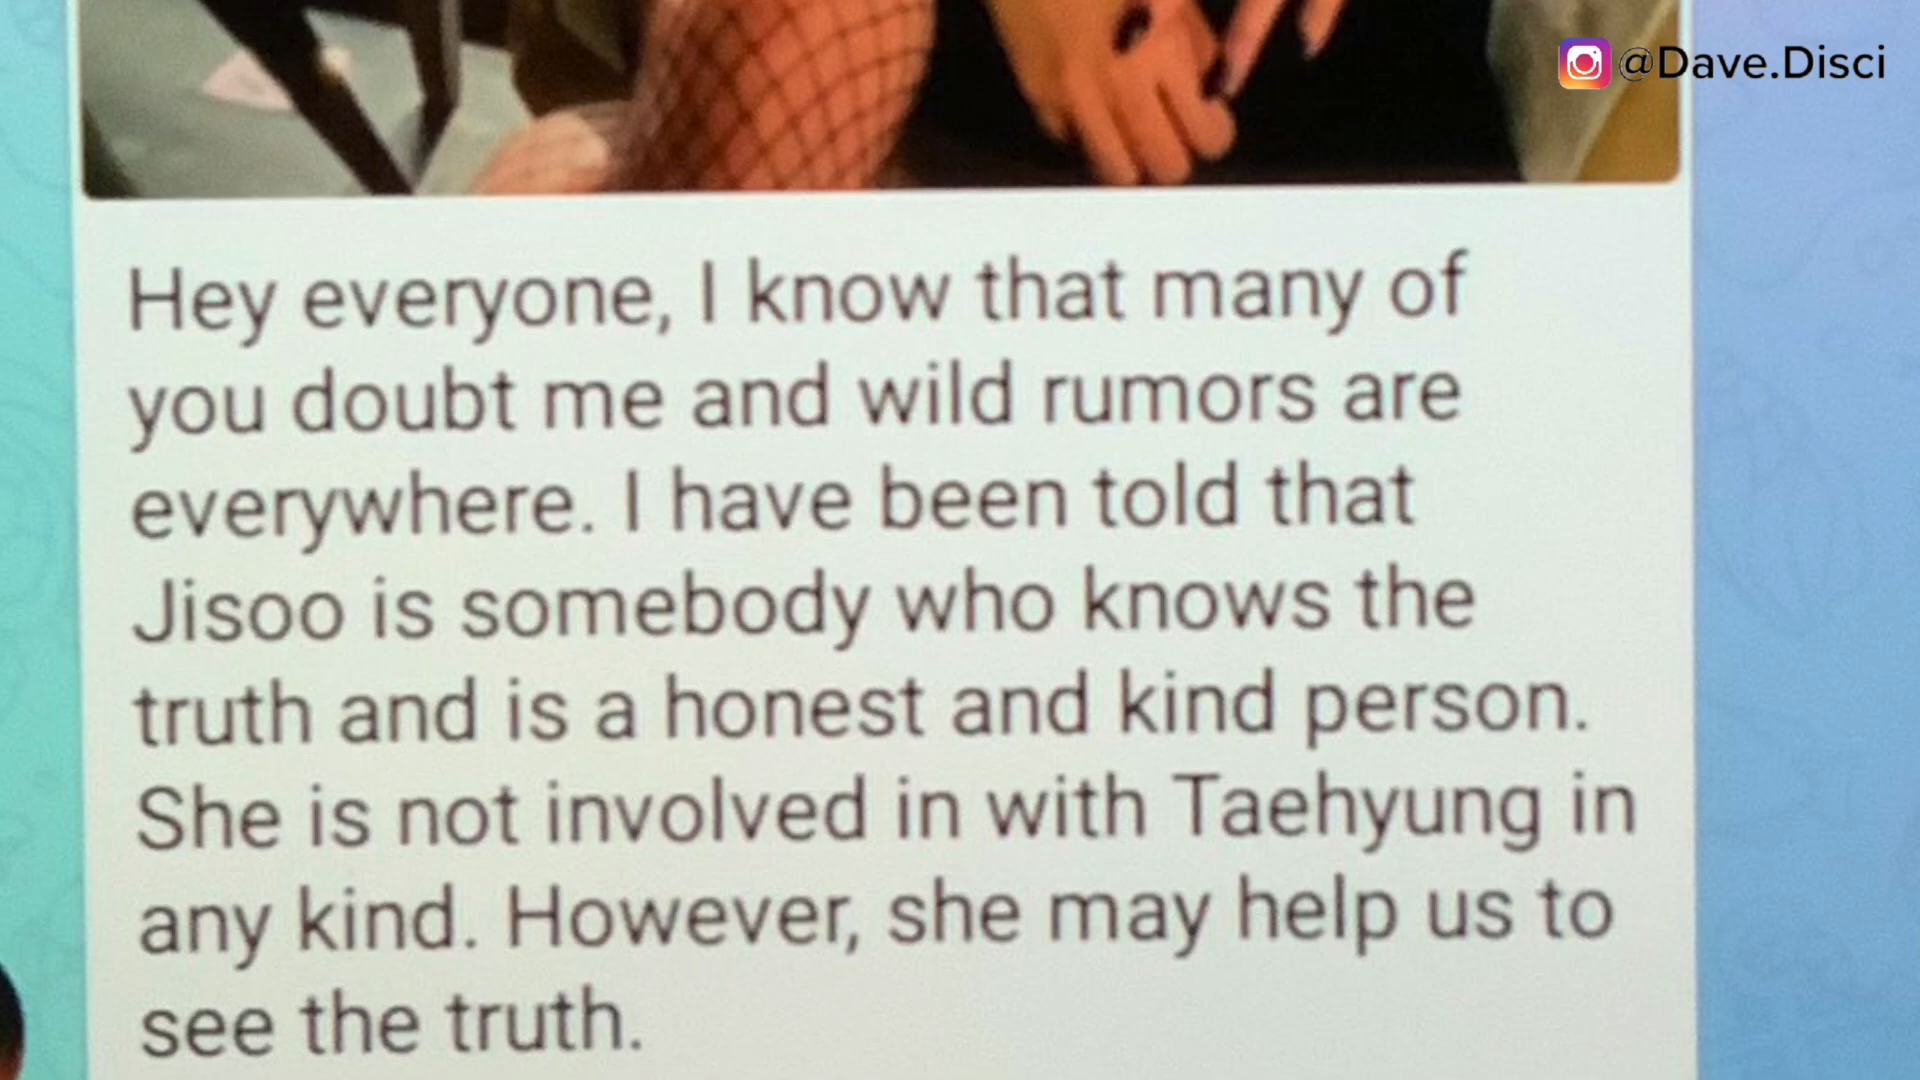 @Dave.Disci
Hey everyone, I know that many of
you doubt me and wild rumors are
everywhere. I have been told that
Jisoo is somebody who knows the
truth and is a honest and kind person.
She is not involved in with Taehyung in
any kind. However, she may help us to
see the truth.